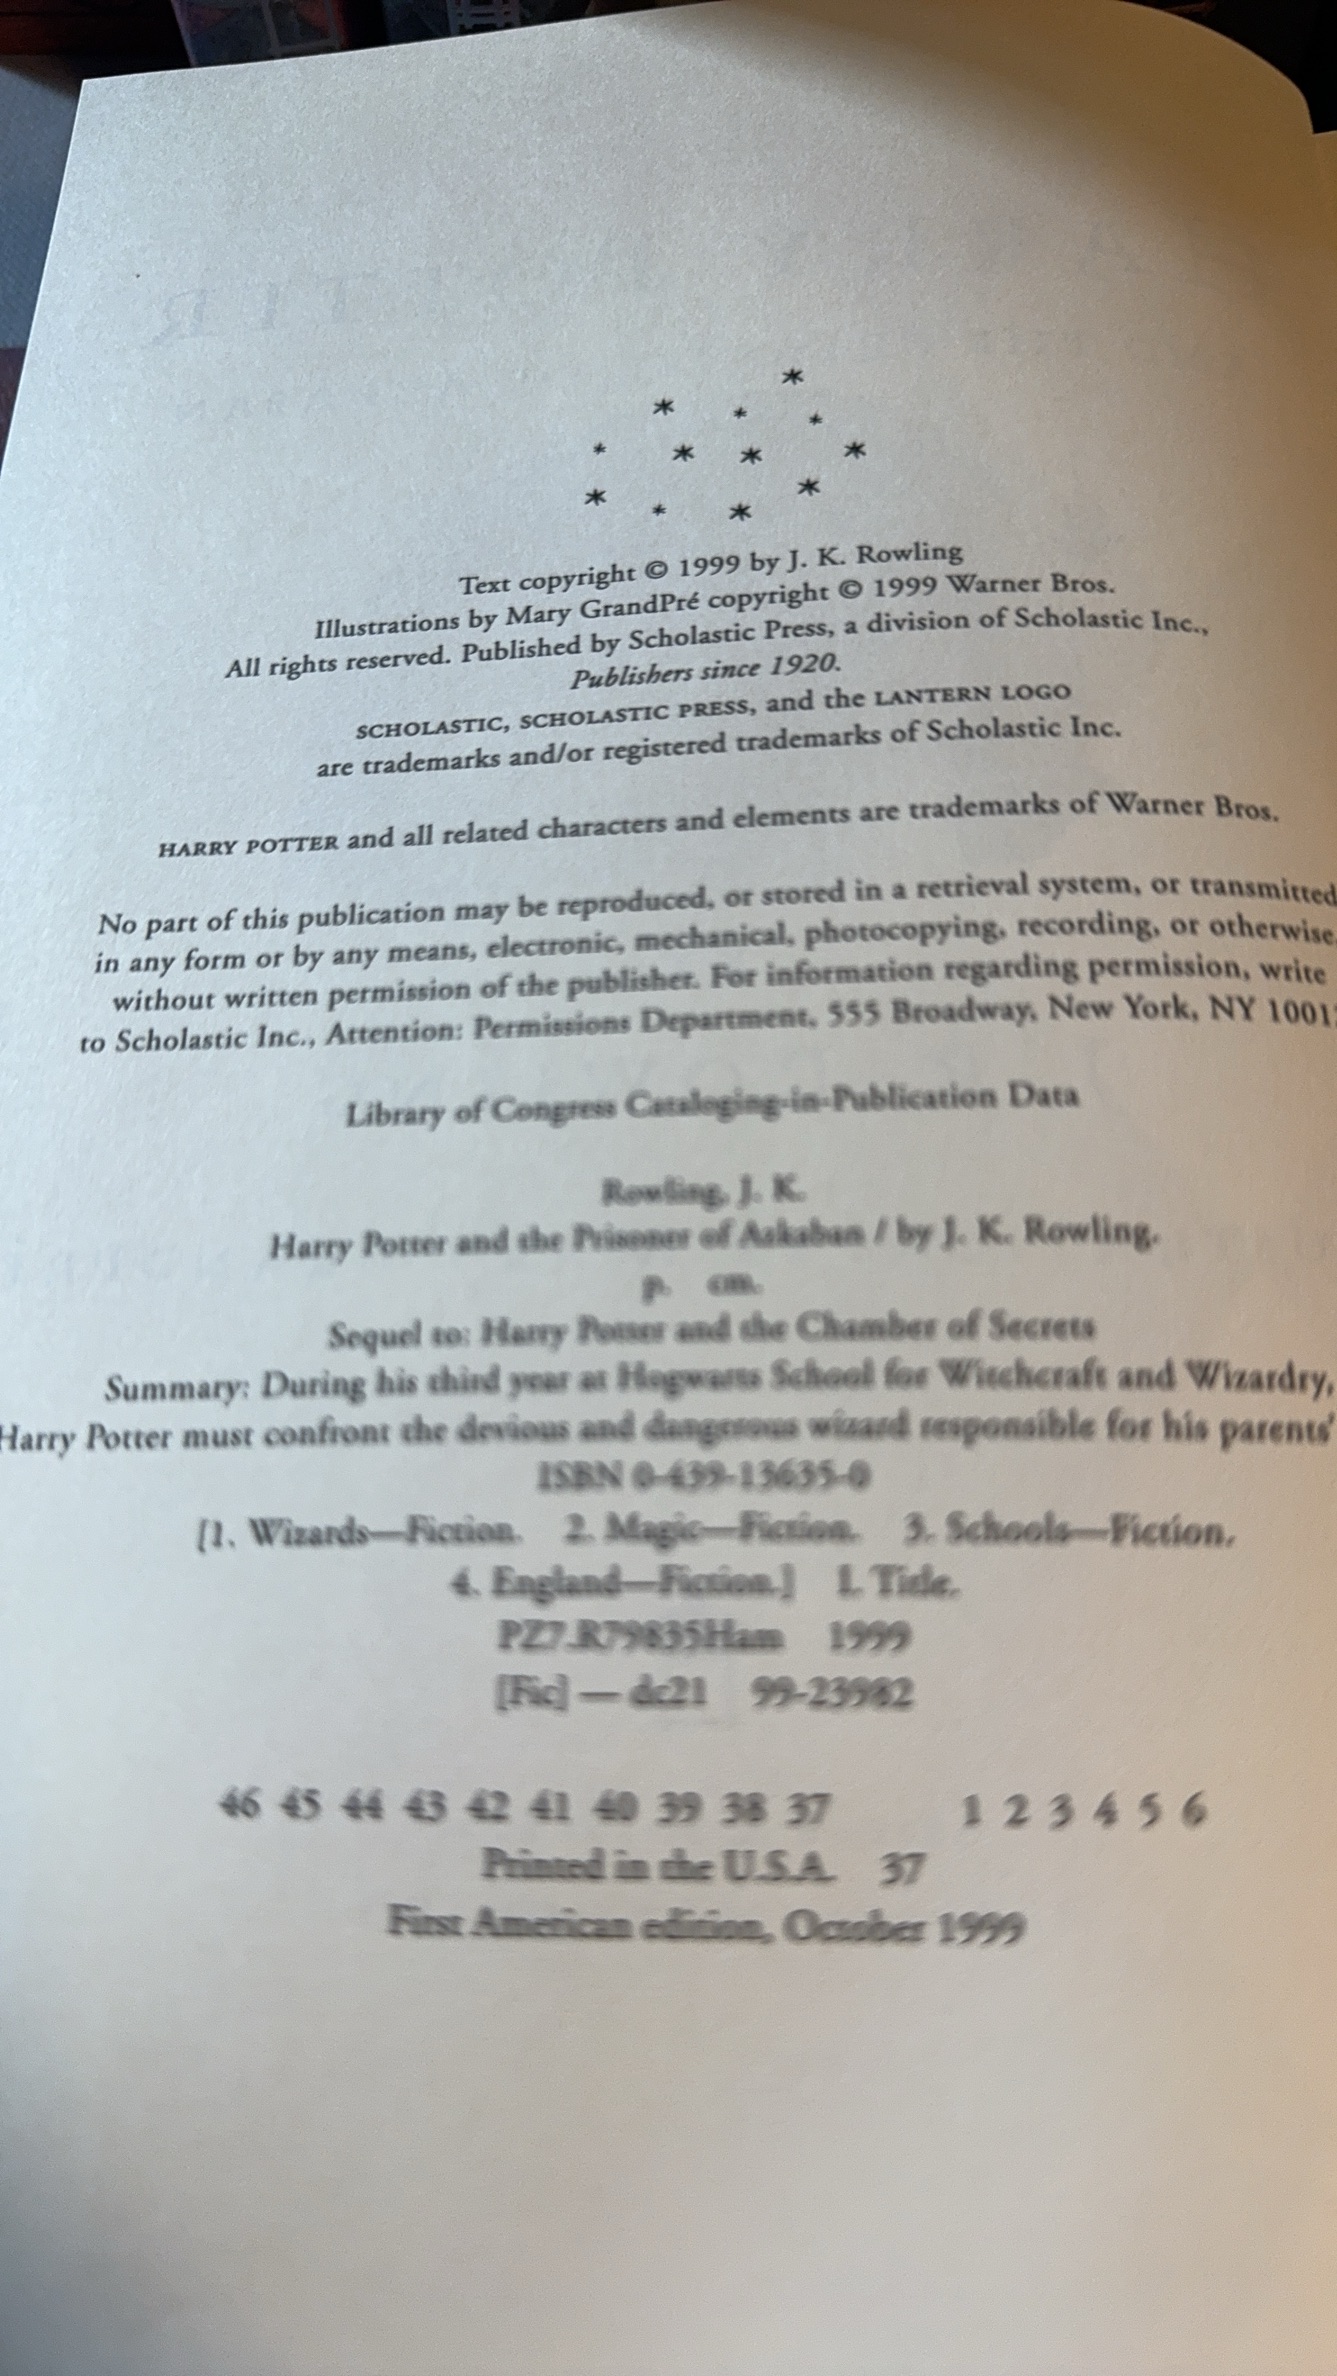 Text copyright © 1999 by J. K. Rowling
Illustrations by Mary GrandPré copyright © 1999 Warner Bros.
All rights reserved. Published by Scholastic Press, a division of Scholastic Inc.,
Publishers since 1920.
SCHOLASTIC, SCHOLASTIC PRESS, and the LANTERN LOGO
are trademarks and/or registered trademarks of Scholastic Inc.
HARRY POTTER and all related characters and elements are trademarks of Warner Bros.
No part of this publication may be reproduced, or stored in a retrieval system, or transmitted
in any form or by any means, electronic, mechanical, photocopying, recording, or otherwise
without written permission of the publisher. For information regarding permission, write
to Scholastic Inc., Attention: Permissions Department, 555 Broadway, New York, NY 1001
Library of Congress Cataloging-in-Publication Data
Rowling, J. K.
Harry Potter and the Prisoner of Azkaban / by J. K. Rowling.
p. cm.
Sequel to: Harry Potter and the Chamber of Secrets
Summary: During his third year at Hogwarts School for Witchcraft and Wizardry,
Harry Potter must confront the devious and dangerous wizard responsible for his parents'
ISBN 0-439-13635-0
[1. Wizards—Fiction. 2. Magic—Fiction. 3. Schools—Fiction.
4. England—Fiction.] I. Title.
PZ7.R79835Ham 1999
[Fic] — dc21 99-23982
46 45 44 43 42 41 40 39 38 37 1 2 3 4 5 6
Printed in the U.S.A. 37
First American edition, October 1999